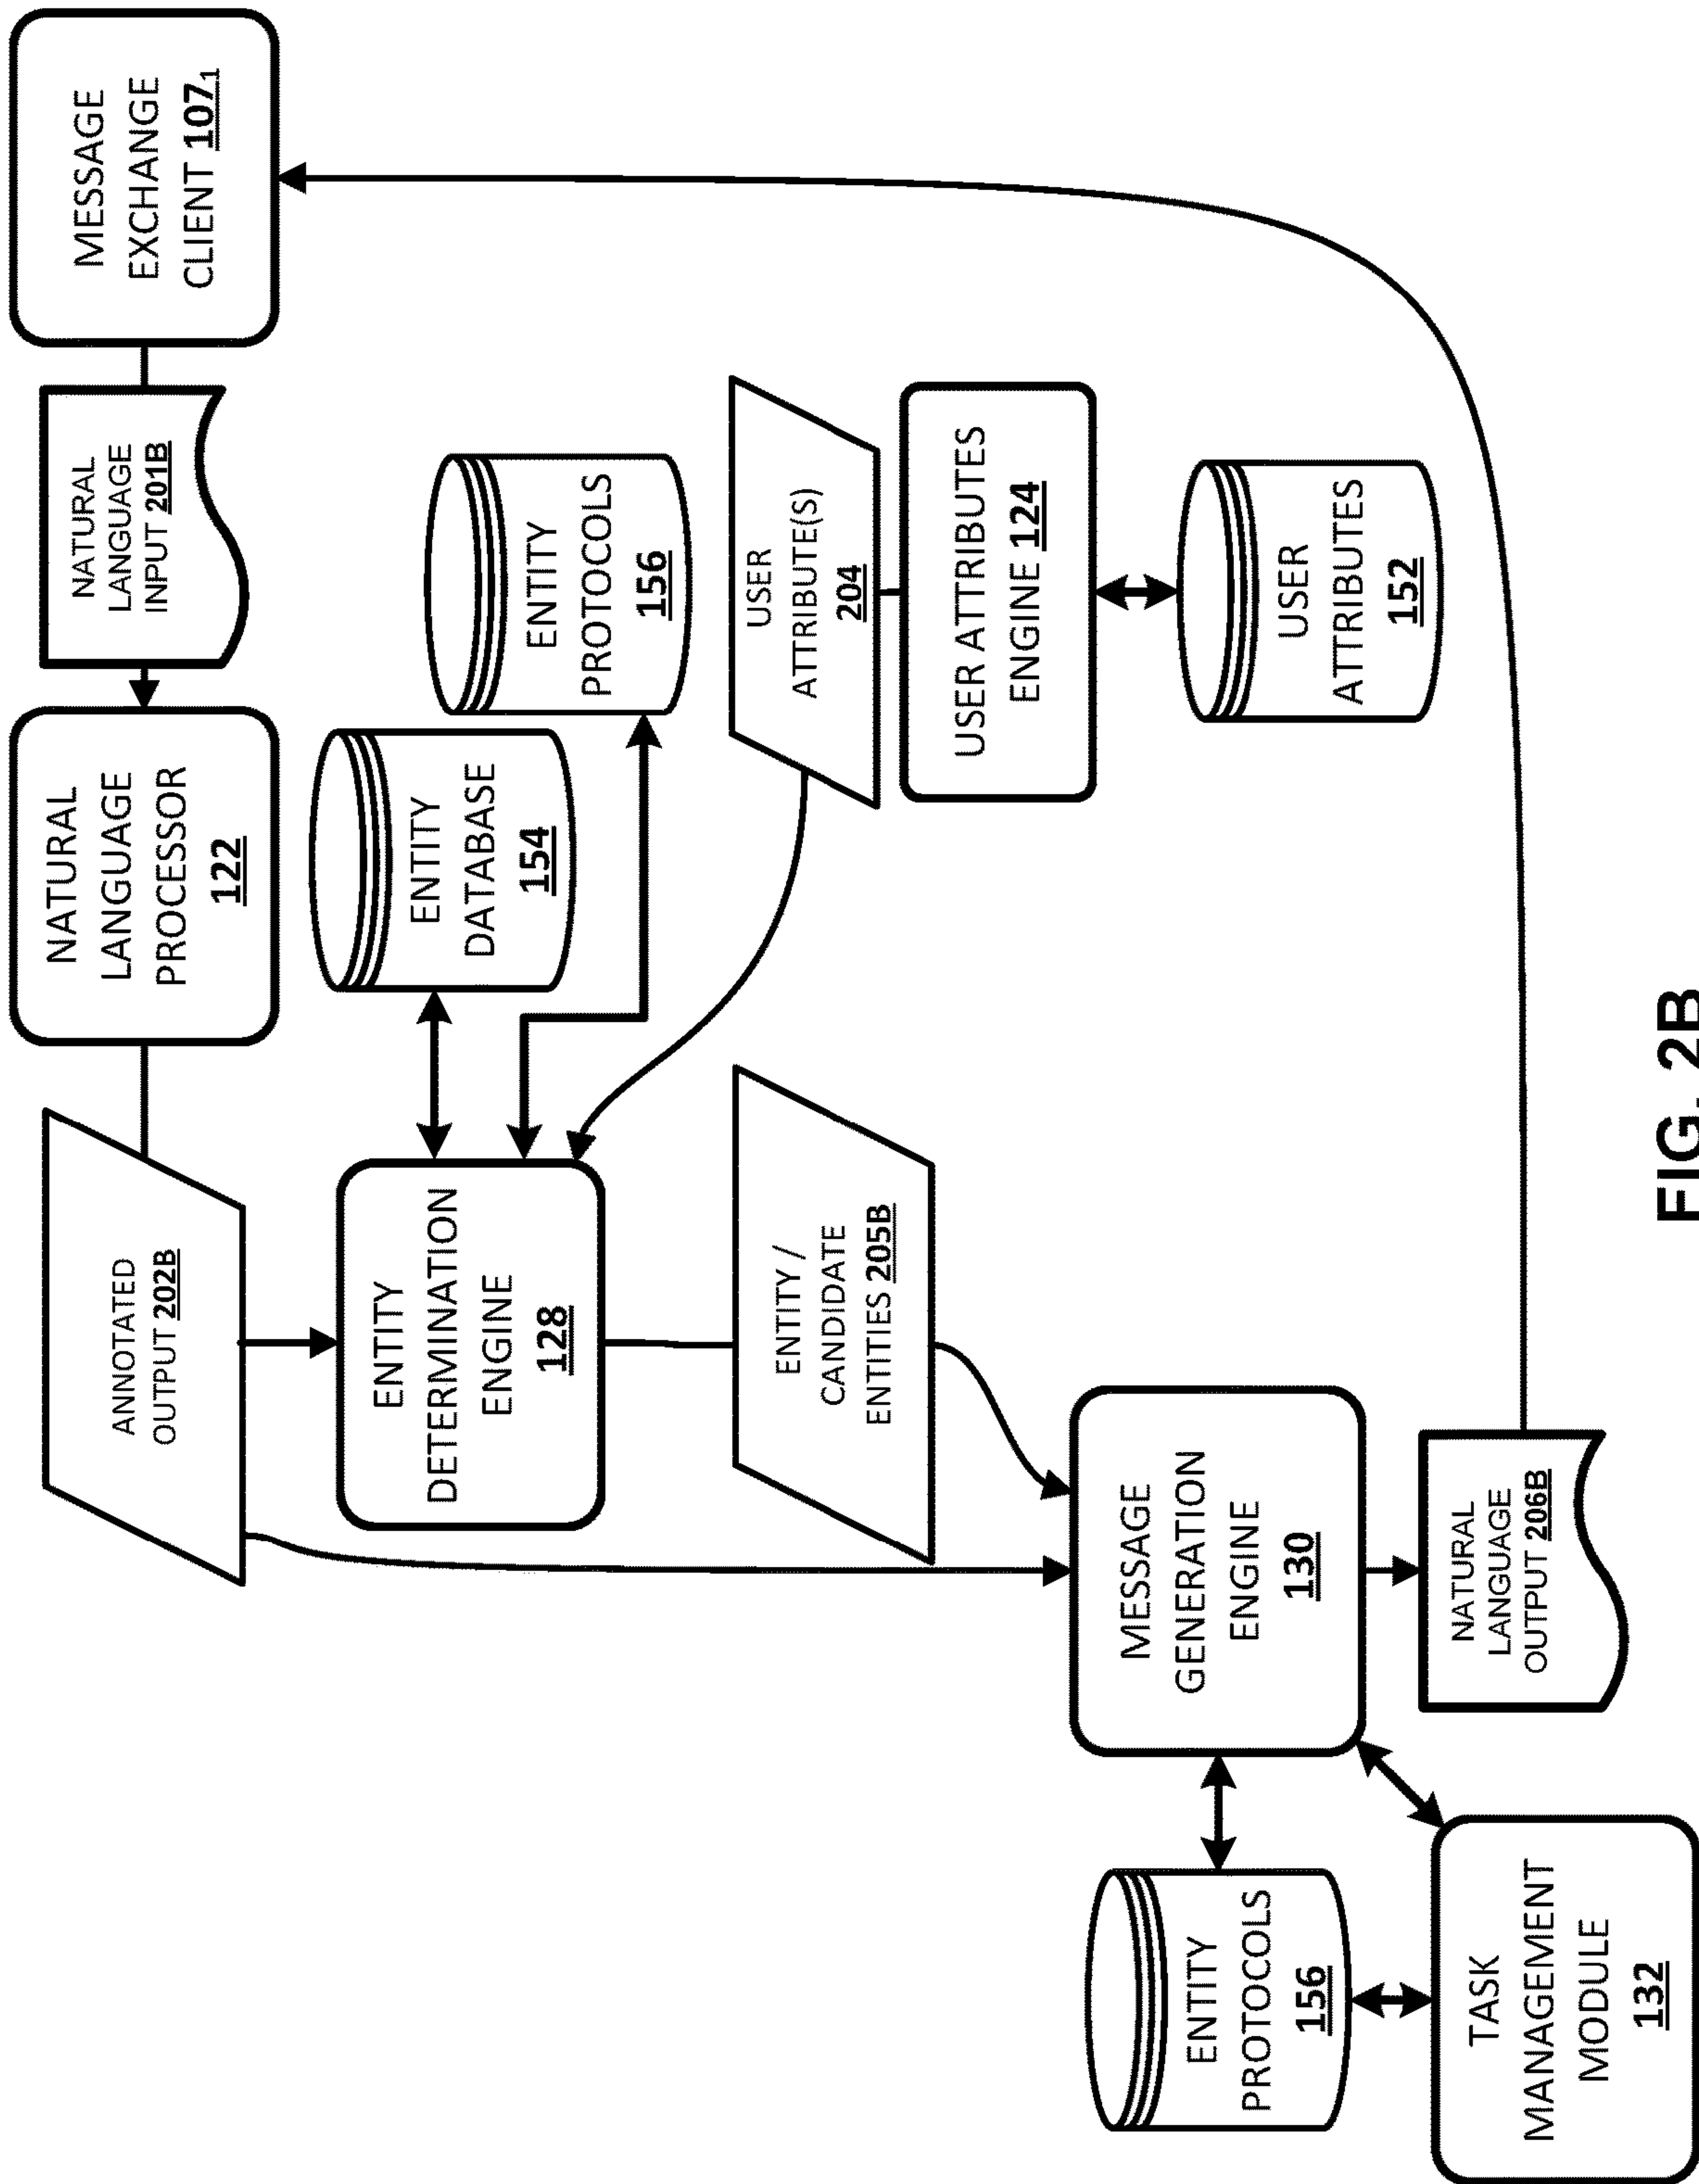 MESSAGE
EXCHANGE
CLIENT 107₁
NATURAL
LANGUAGE
INPUT 201B
NATURAL
LANGUAGE
PROCESSOR
122
ANNOTATED
OUTPUT 202B
ENTITY
DATABASE
154
ENTITY
PROTOCOLS
156
ENTITY
DETERMINATION
ENGINE
128
USER
ATTRIBUTE(S)
204
USER ATTRIBUTES
ENGINE 124
USER
ATTRIBUTES
152
ENTITY /
CANDIDATE
ENTITIES 205B
MESSAGE
GENERATION
ENGINE
130
ENTITY
PROTOCOLS
156
TASK
MANAGEMENT
MODULE
132
NATURAL
LANGUAGE
OUTPUT 206B
FIG. 2B